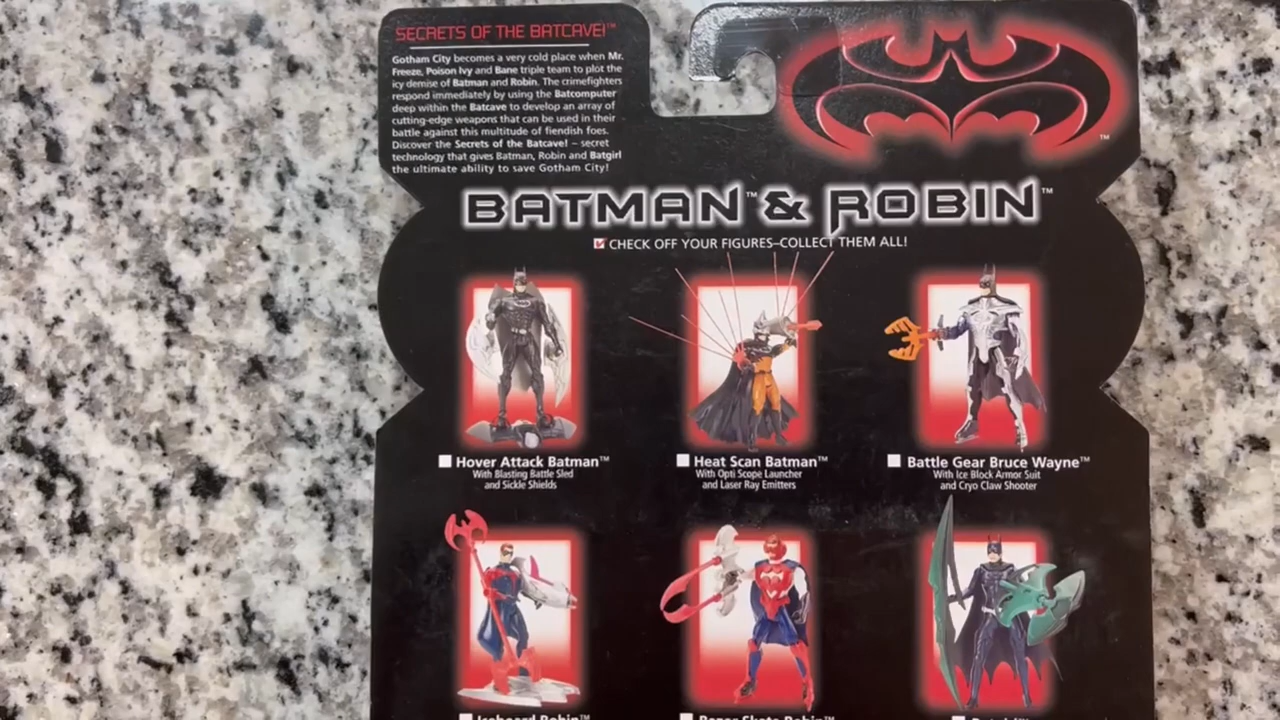 SECRETS OF THE BATCAVE!™
Gotham City becomes a very cold place when Mr.
Freeze, Poison Ivy and Bane triple team to plot the
icy demise of Batman and Robin. The crimefighters
respond immediately by using the Batcomputer
deep within the Batcave to develop an array of
cutting-edge weapons that can be used in their
battle against this multitude of fiendish foes.
Discover the Secrets of the Batcave! – secret
technology that gives Batman, Robin and Batgirl
the ultimate ability to save Gotham City!
™
BATMAN™ & ROBIN™
CHECK OFF YOUR FIGURES–COLLECT THEM ALL!
Hover Attack Batman™
With Blasting Battle Sled
and Sickle Shields
Heat Scan Batman™
With Opti Scope Launcher
and Laser Ray Emitters
Battle Gear Bruce Wayne™
With Ice Block Armor Suit
and Cryo Claw Shooter
Iceboard Robin™
Razor Skate Robin™